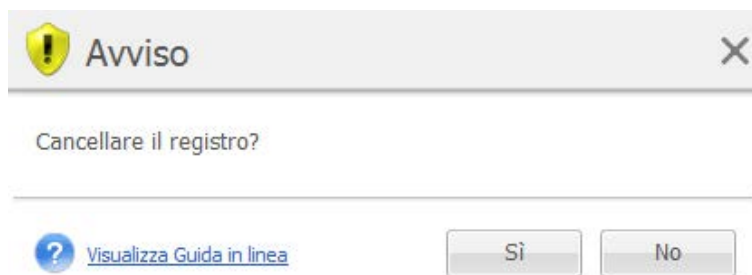 Avviso
Cancellare il registro?
Visualizza Guida in linea
Sì
No